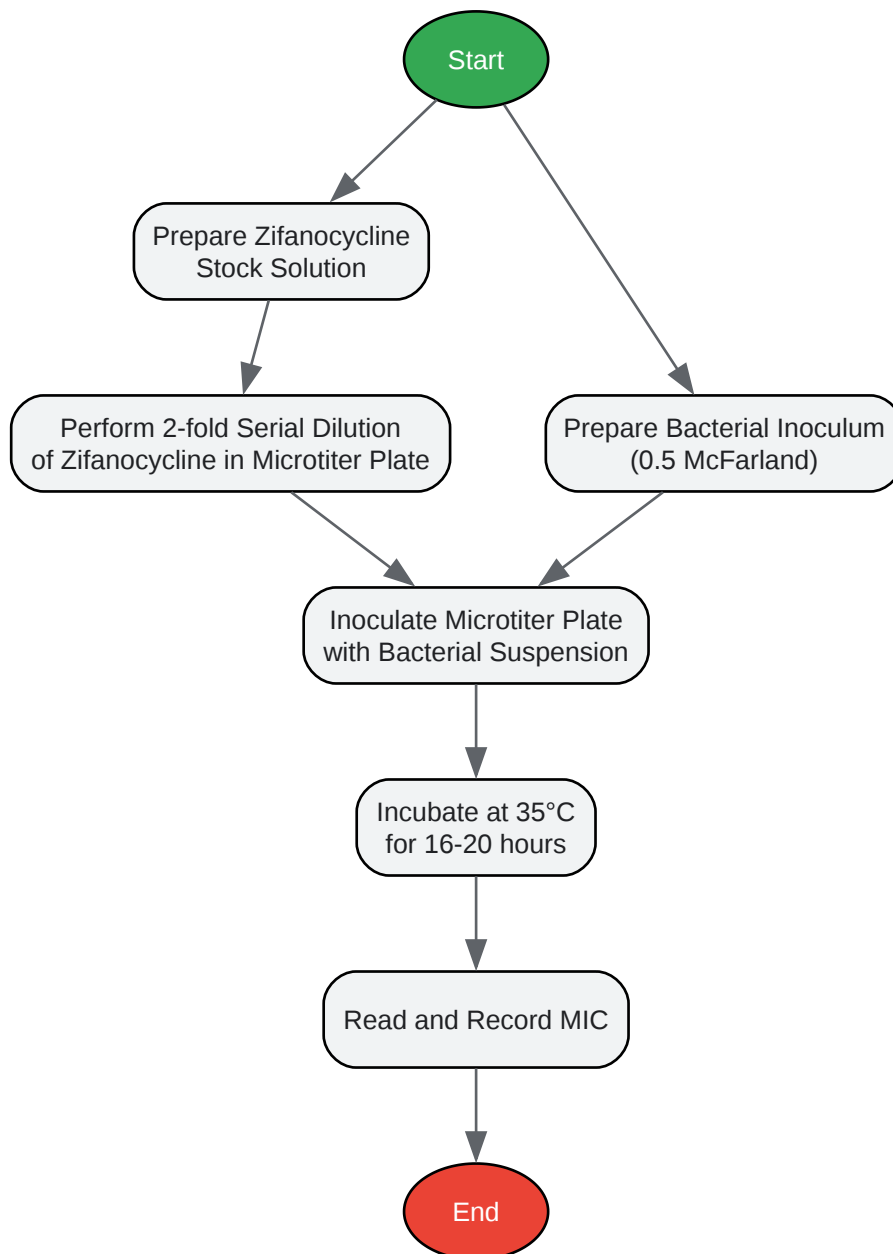 Start
Prepare Zifanocycline
Stock Solution
Perform 2-fold Serial Dilution
of Zifanocycline in Microtiter Plate
Prepare Bacterial Inoculum
(0.5 McFarland)
Inoculate Microtiter Plate
with Bacterial Suspension
Incubate at 35°C
for 16-20 hours
Read and Record MIC
End